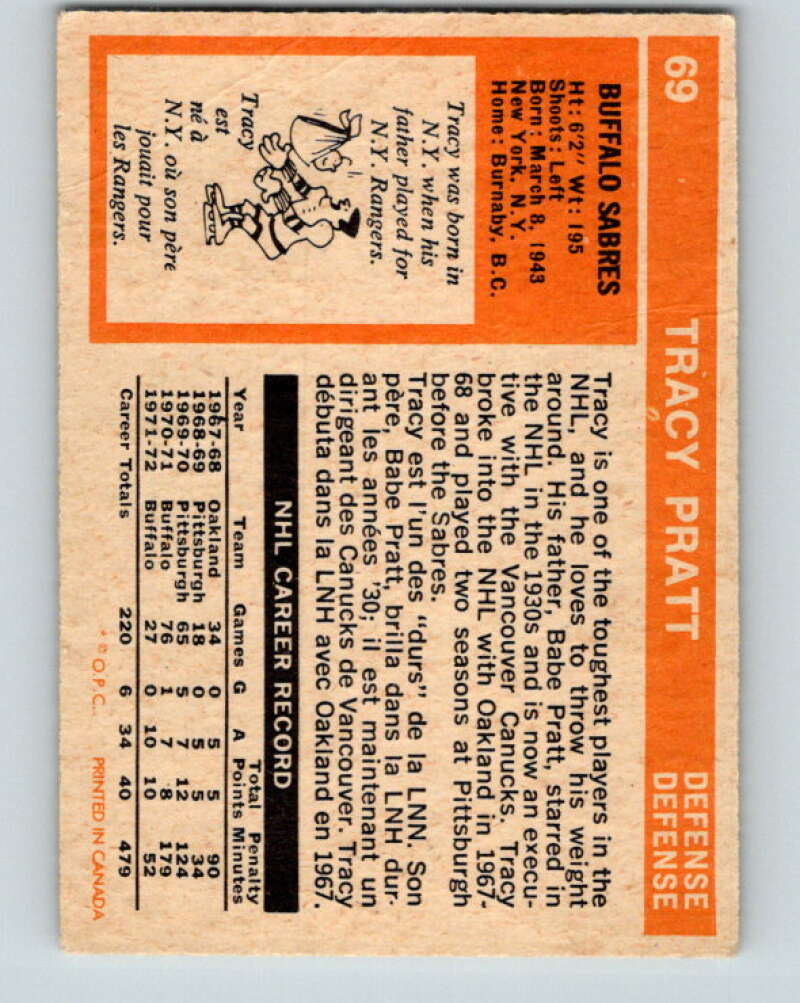 69 TRACY PRATT DEFENSE
DEFENSE
BUFFALO SABRES
Ht: 6'2" Wt: 195
Shoots: Left
Born: March 8, 1943
New York, N.Y.
Home: Burnaby, B.C.
Tracy was born in
N.Y. when his
father played for
N.Y. Rangers.
Tracy
est
né à
N.Y. où son père
jouait pour
les Rangers.
Tracy is one of the toughest players in the
NHL, and he loves to throw his weight
around. His father, Babe Pratt, starred in
the NHL in the 1930s and is now an execu-
tive with the Vancouver Canucks. Tracy
broke into the NHL with Oakland in 1967-
68 and played two seasons at Pittsburgh
before the Sabres.
Tracy est l'un des "durs" de la LNN. Son
père, Babe Pratt, brilla dans la LNH dur-
ant les années '30; il est maintenant un
dirigeant des Canucks de Vancouver. Tracy
débuta dans la LNH avec Oakland en 1967.
NHL CAREER RECORD
Total Penalty
Year Team Games G A Points Minutes
1967-68 Oakland 34 0 5 5 90
1968-69 Pittsburgh 18 0 5 5 34
1969-70 Pittsburgh 65 5 7 12 124
1970-71 Buffalo 76 1 7 8 179
1971-72 Buffalo 27 0 10 10 52
Career Totals 220 6 34 40 479
* © O.P.C. PRINTED IN CANADA